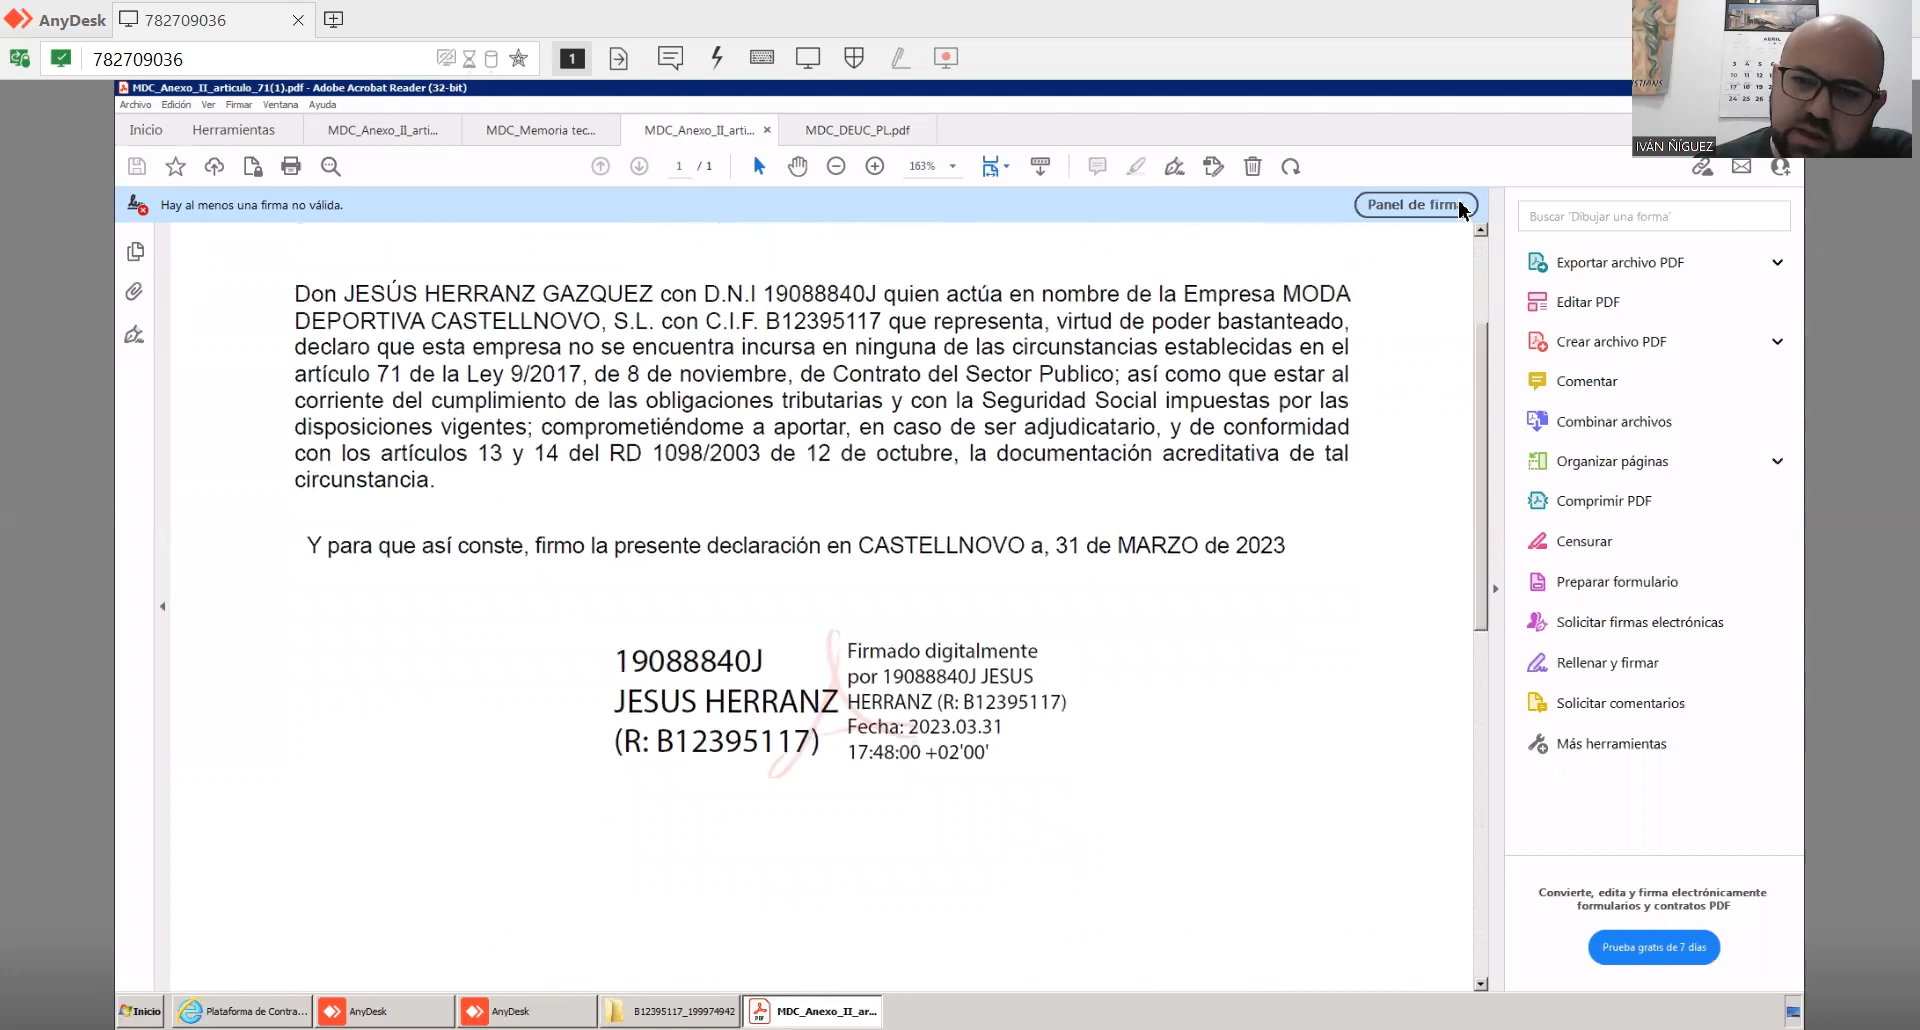 AnyDesk
782709036
782709036
1
MDC_Anexo_II_articulo_71(1).pdf - Adobe Acrobat Reader (32-bit)
Archivo Edición Ver Firmar Ventana Ayuda
Inicio Herramientas MDC_Anexo_II_arti... MDC_Memoria tec... MDC_Anexo_II_arti... MDC_DEUC_PL.pdf
1 / 1 163%
Hay al menos una firma no válida.
Panel de firm
Don JESÚS HERRANZ GAZQUEZ con D.N.I 19088840J quien actúa en nombre de la Empresa MODA
DEPORTIVA CASTELLNOVO, S.L. con C.I.F. B12395117 que representa, virtud de poder bastanteado,
declaro que esta empresa no se encuentra incursa en ninguna de las circunstancias establecidas en el
artículo 71 de la Ley 9/2017, de 8 de noviembre, de Contrato del Sector Publico; así como que estar al
corriente del cumplimiento de las obligaciones tributarias y con la Seguridad Social impuestas por las
disposiciones vigentes; comprometiéndome a aportar, en caso de ser adjudicatario, y de conformidad
con los artículos 13 y 14 del RD 1098/2003 de 12 de octubre, la documentación acreditativa de tal
circunstancia.
Y para que así conste, firmo la presente declaración en CASTELLNOVO a, 31 de MARZO de 2023
19088840J
JESUS HERRANZ
(R: B12395117)
Firmado digitalmente
por 19088840J JESUS
HERRANZ (R: B12395117)
Fecha: 2023.03.31
17:48:00 +02'00'
Buscar 'Dibujar una forma'
Exportar archivo PDF
Editar PDF
Crear archivo PDF
Comentar
Combinar archivos
Organizar páginas
Comprimir PDF
Censurar
Preparar formulario
Solicitar firmas electrónicas
Rellenar y firmar
Solicitar comentarios
Más herramientas
Convierte, edita y firma electrónicamente
formularios y contratos PDF
Prueba gratis de 7 días
IVÁN ÑÍGUEZ
ABRIL
Inicio Plataforma de Contra... AnyDesk AnyDesk B12395117_199974942 MDC_Anexo_II_ar...